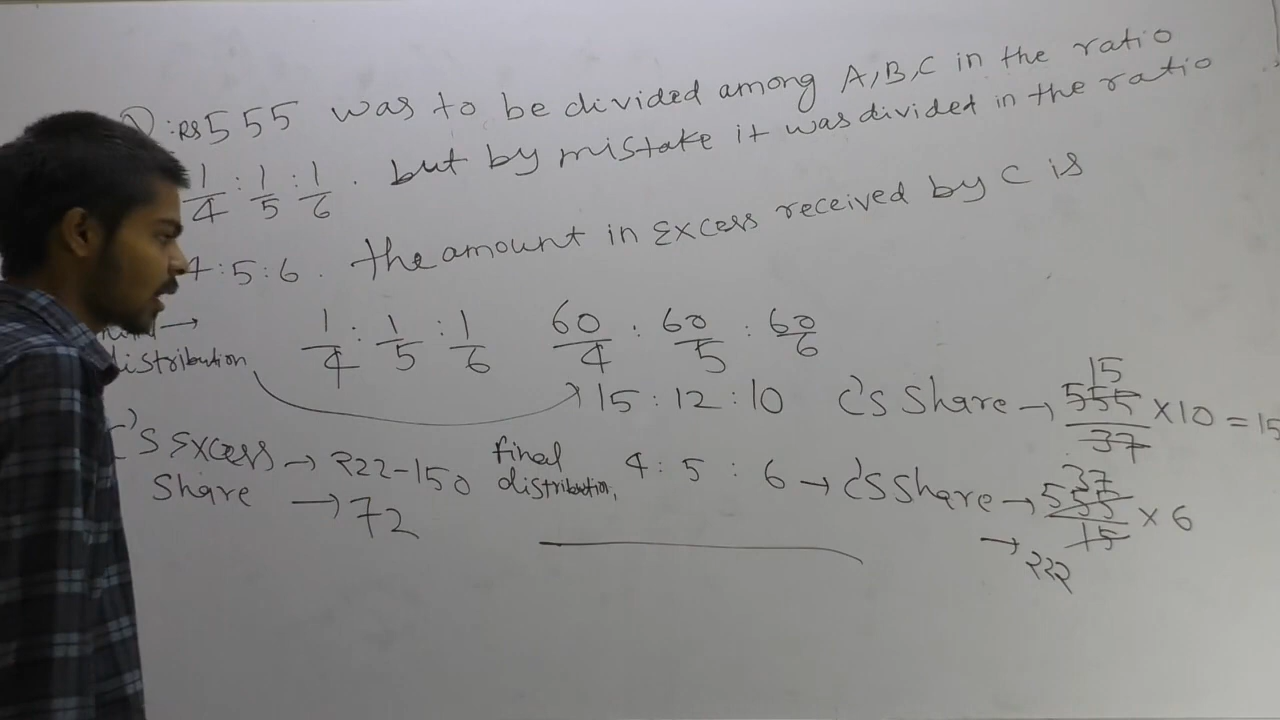 1) :RS 555 was to be divided among A,B,C in the ratio
1/4 : 1/5 : 1/6 . but by mistake it was divided in the ratio
4:5:6 . the amount in Excess received by C is
distribution → 1/4 : 1/5 : 1/6 60/4 : 60/5 : 60/6
15:12:10 C'S Share → 555/37 15 ×10 = 15
C'S Excess Share → 222-150
→ 72
final distribution, 4 : 5 : 6 → C'S Share → 555/15 37 × 6
→ 222